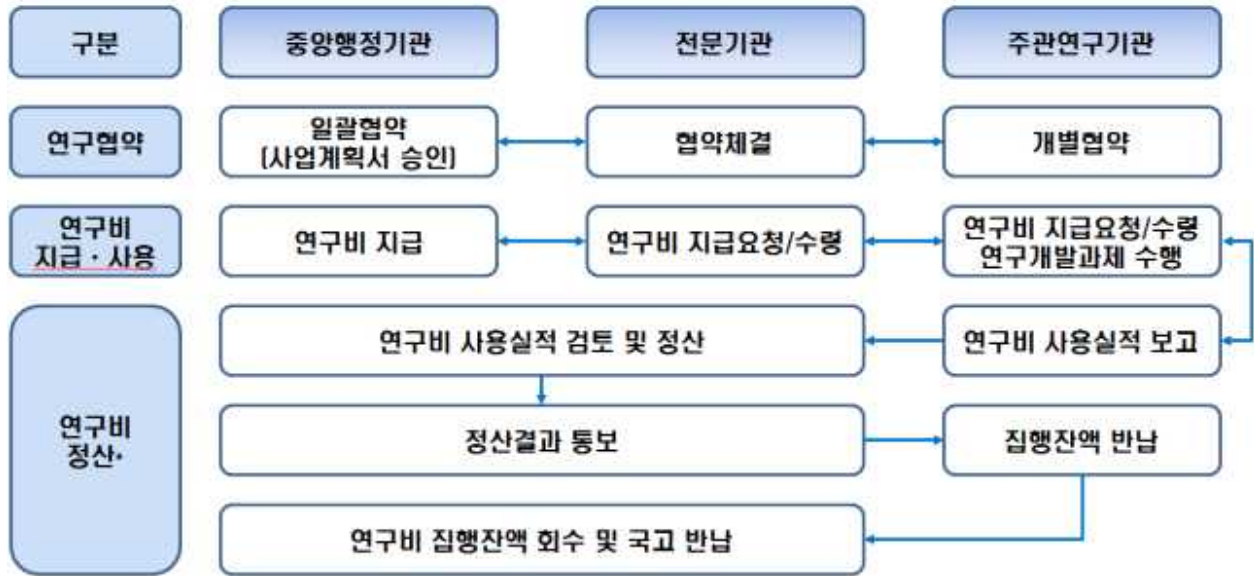 구분
중앙행정기관
전문기관
주관연구기관
연구협약
일괄협약
(사업계획서 승인)
협약체결
개별협약
연구비
지급·사용
연구비 지급
연구비 지급요청/수령
연구비 지급요청/수령
연구개발과제 수행
연구비
정산·
연구비 사용실적 검토 및 정산
연구비 사용실적 보고
정산결과 통보
집행잔액 반납
연구비 집행잔액 회수 및 국고 반납